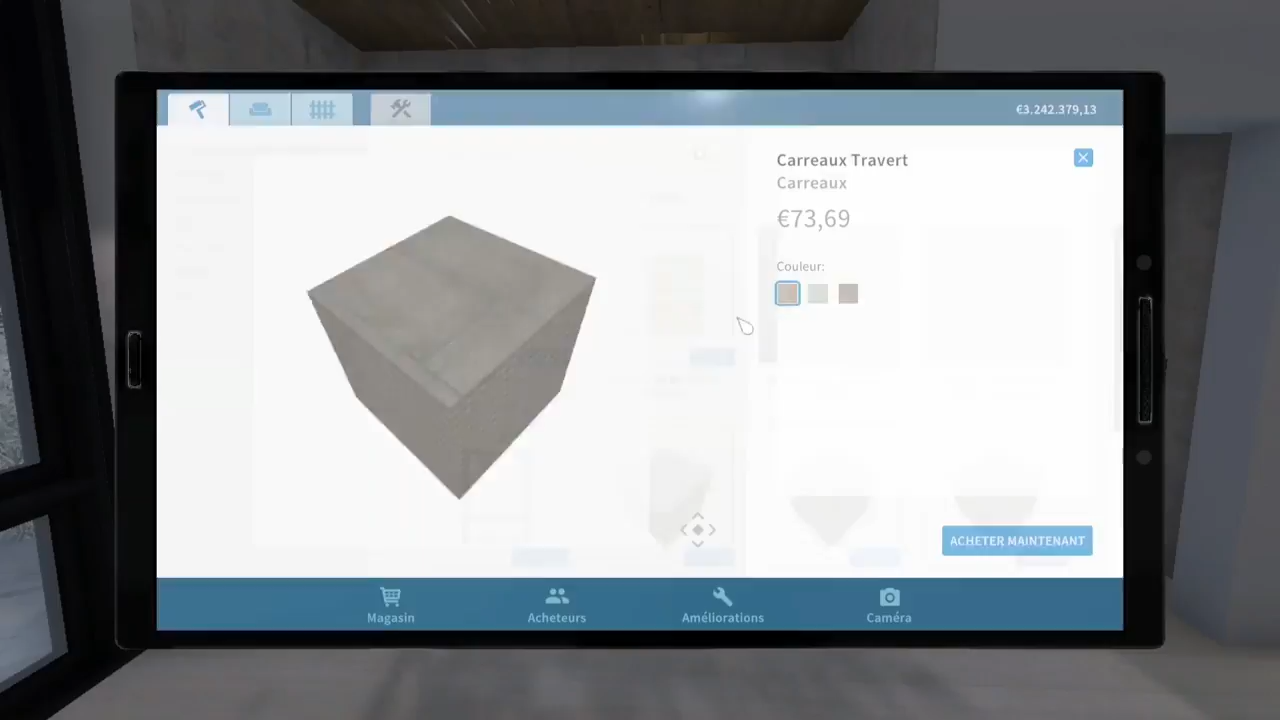 €3.242.379,13
Carreaux Travert
Carreaux
€73,69
Couleur:
ACHETER MAINTENANT
Magasin
Acheteurs
Améliorations
Caméra